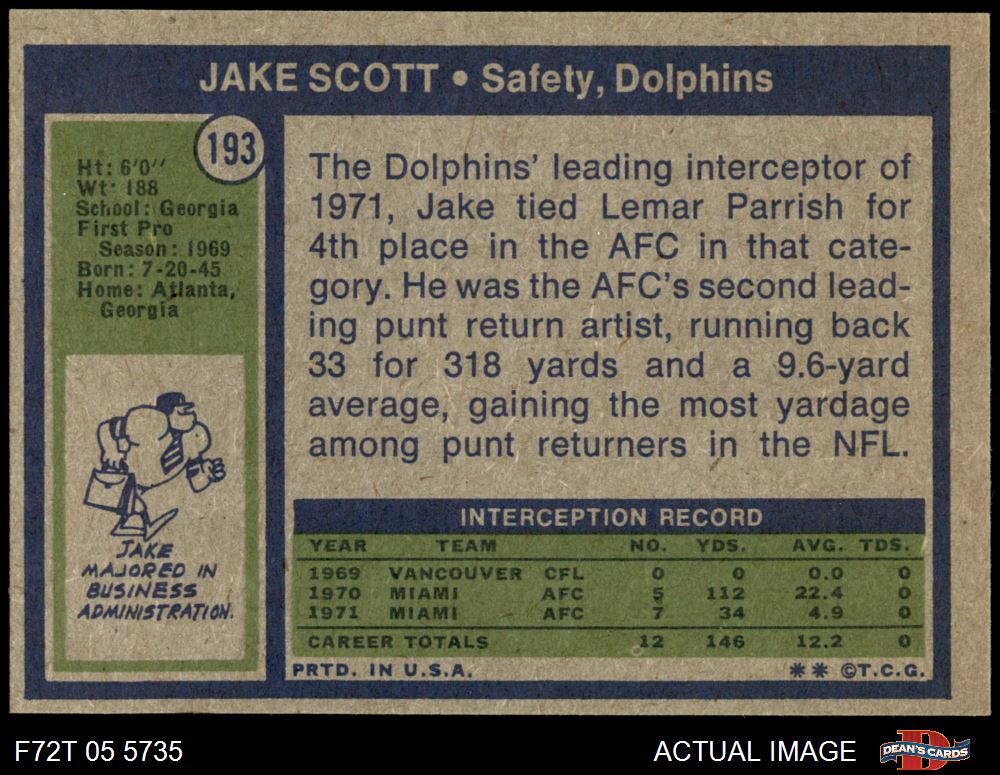 JAKE SCOTT • Safety, Dolphins
193
Ht: 6'0''
Wt: 188
School: Georgia
First Pro
Season: 1969
Born: 7-20-45
Home: Atlanta,
Georgia
JAKE
MAJORED IN
BUSINESS
ADMINISTRATION.
The Dolphins' leading interceptor of
1971, Jake tied Lemar Parrish for
4th place in the AFC in that cate-
gory. He was the AFC's second lead-
ing punt return artist, running back
33 for 318 yards and a 9.6-yard
average, gaining the most yardage
among punt returners in the NFL.
INTERCEPTION RECORD
YEAR TEAM NO. YDS. AVG. TDS.
1969 VANCOUVER CFL 0 0 0.0 0
1970 MIAMI AFC 5 112 22.4 0
1971 MIAMI AFC 7 34 4.9 0
CAREER TOTALS 12 146 12.2 0
PRTD. IN U.S.A. ** ©T.C.G.
F72T 05 5735 ACTUAL IMAGE DEAN'S CARDS